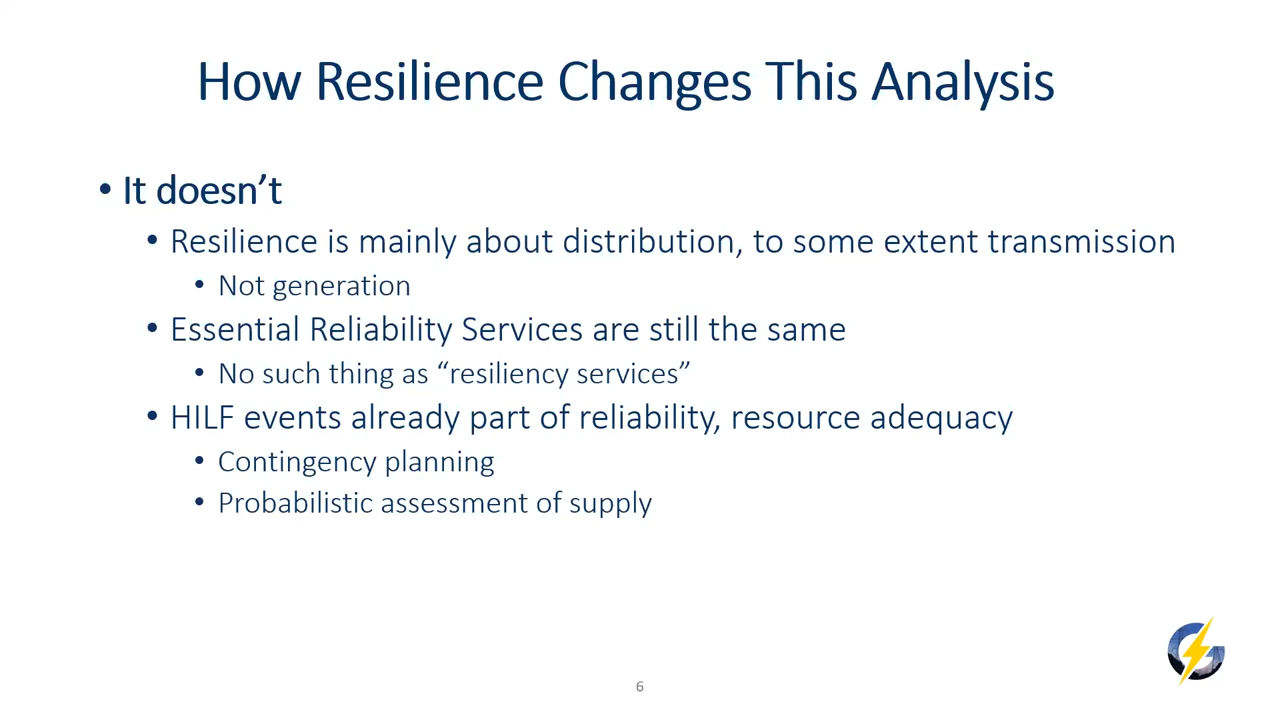 How Resilience Changes This Analysis
• It doesn’t
• Resilience is mainly about distribution, to some extent transmission
• Not generation
• Essential Reliability Services are still the same
• No such thing as “resiliency services”
• HILF events already part of reliability, resource adequacy
• Contingency planning
• Probabilistic assessment of supply
6